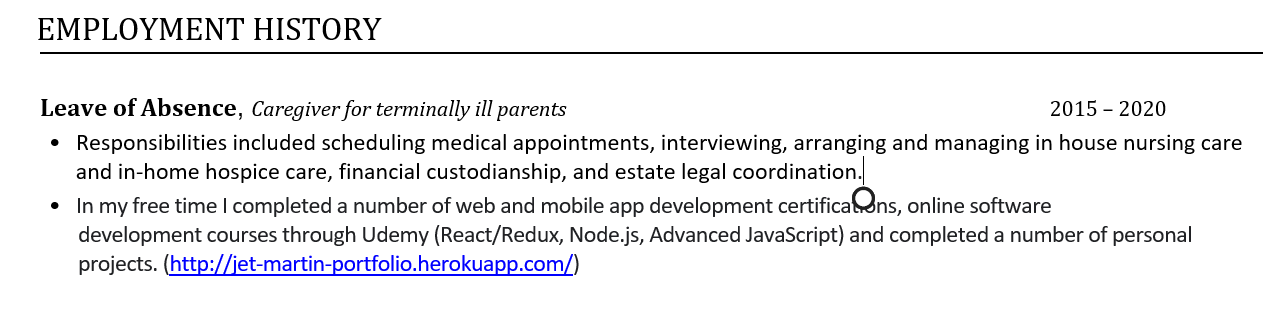 EMPLOYMENT HISTORY
Leave of Absence, Caregiver for terminally ill parents 2015 – 2020
• Responsibilities included scheduling medical appointments, interviewing, arranging and managing in house nursing care
and in-home hospice care, financial custodianship, and estate legal coordination.
• In my free time I completed a number of web and mobile app development certifications, online software
development courses through Udemy (React/Redux, Node.js, Advanced JavaScript) and completed a number of personal
projects. (http://jet-martin-portfolio.herokuapp.com/)